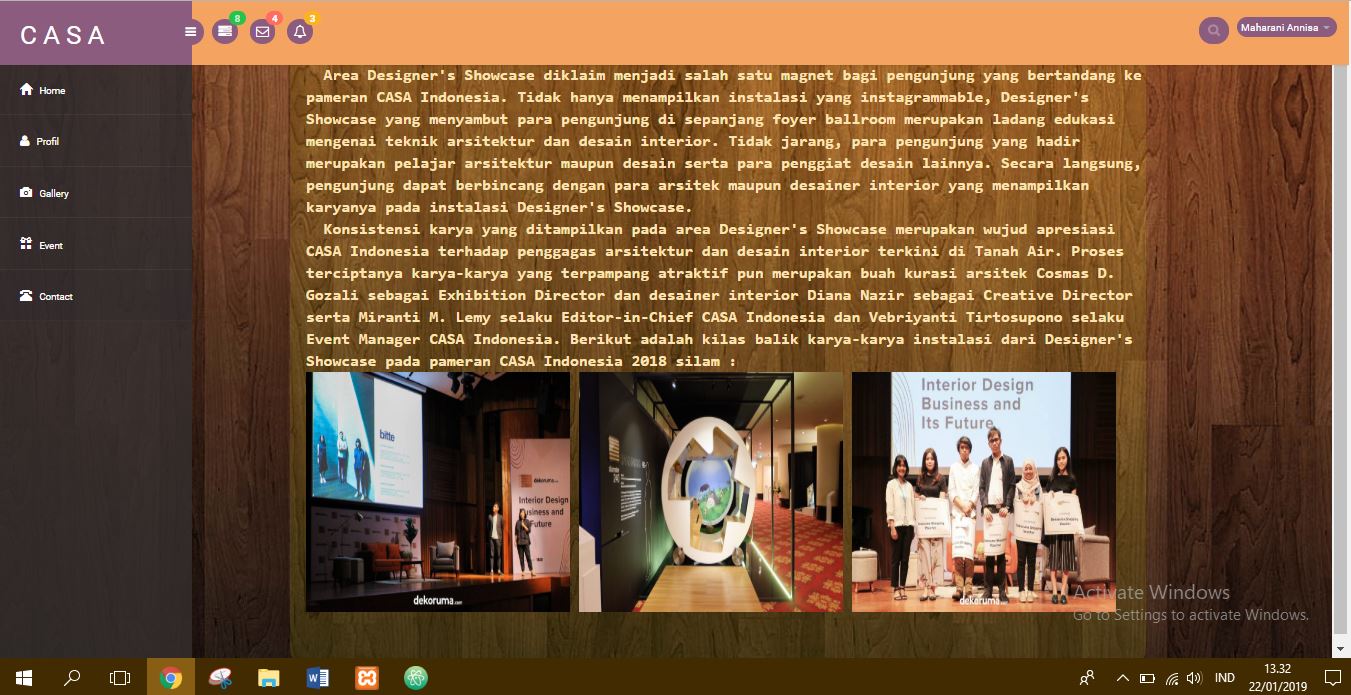 CASA
8
4
3
Maharani Annisa
Home
Profil
Gallery
Event
Contact
Area Designer's Showcase diklaim menjadi salah satu magnet bagi pengunjung yang bertandang ke
pameran CASA Indonesia. Tidak hanya menampilkan instalasi yang instagrammable, Designer's
Showcase yang menyambut para pengunjung di sepanjang foyer ballroom merupakan ladang edukasi
mengenai teknik arsitektur dan desain interior. Tidak jarang, para pengunjung yang hadir
merupakan pelajar arsitektur maupun desain serta para penggiat desain lainnya. Secara langsung,
pengunjung dapat berbincang dengan para arsitek maupun desainer interior yang menampilkan
karyanya pada instalasi Designer's Showcase.
Konsistensi karya yang ditampilkan pada area Designer's Showcase merupakan wujud apresiasi
CASA Indonesia terhadap penggagas arsitektur dan desain interior terkini di Tanah Air. Proses
terciptanya karya-karya yang terpampang atraktif pun merupakan buah kurasi arsitek Cosmas D.
Gozali sebagai Exhibition Director dan desainer interior Diana Nazir sebagai Creative Director
serta Miranti M. Lemy selaku Editor-in-Chief CASA Indonesia dan Vebriyanti Tirtosupono selaku
Event Manager CASA Indonesia. Berikut adalah kilas balik karya-karya instalasi dari Designer's
Showcase pada pameran CASA Indonesia 2018 silam :
bitte
dekoruma.com
Interior Design
Business and
Future
dekoruma.com
Interior Design
Business and
Its Future
dekoruma.com
Activate Windows
Go to Settings to activate Windows.
IND
13.32
22/01/2019